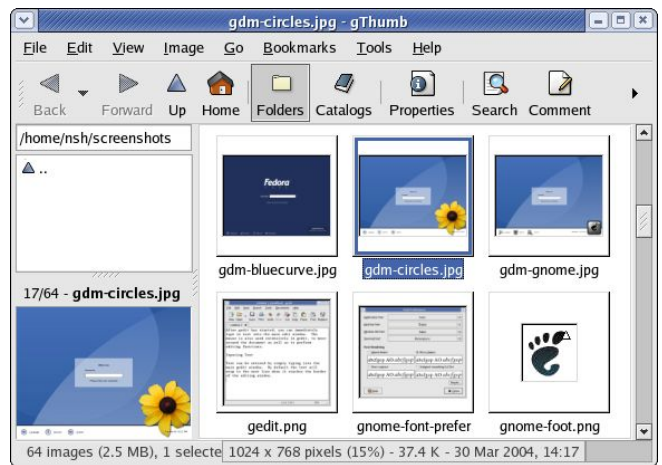 gdm-circles.jpg - gThumb
File Edit View Image Go Bookmarks Tools Help
Back Forward Up Home Folders Catalogs Properties Search Comment
/home/nsh/screenshots
..
17/64 - gdm-circles.jpg
Fedora
gdm-bluecurve.jpg gdm-circles.jpg gdm-gnome.jpg
gedit.png gnome-font-prefer gnome-foot.png
64 images (2.5 MB), 1 selecte 1024 x 768 pixels (15%) - 37.4 K - 30 Mar 2004, 14:17